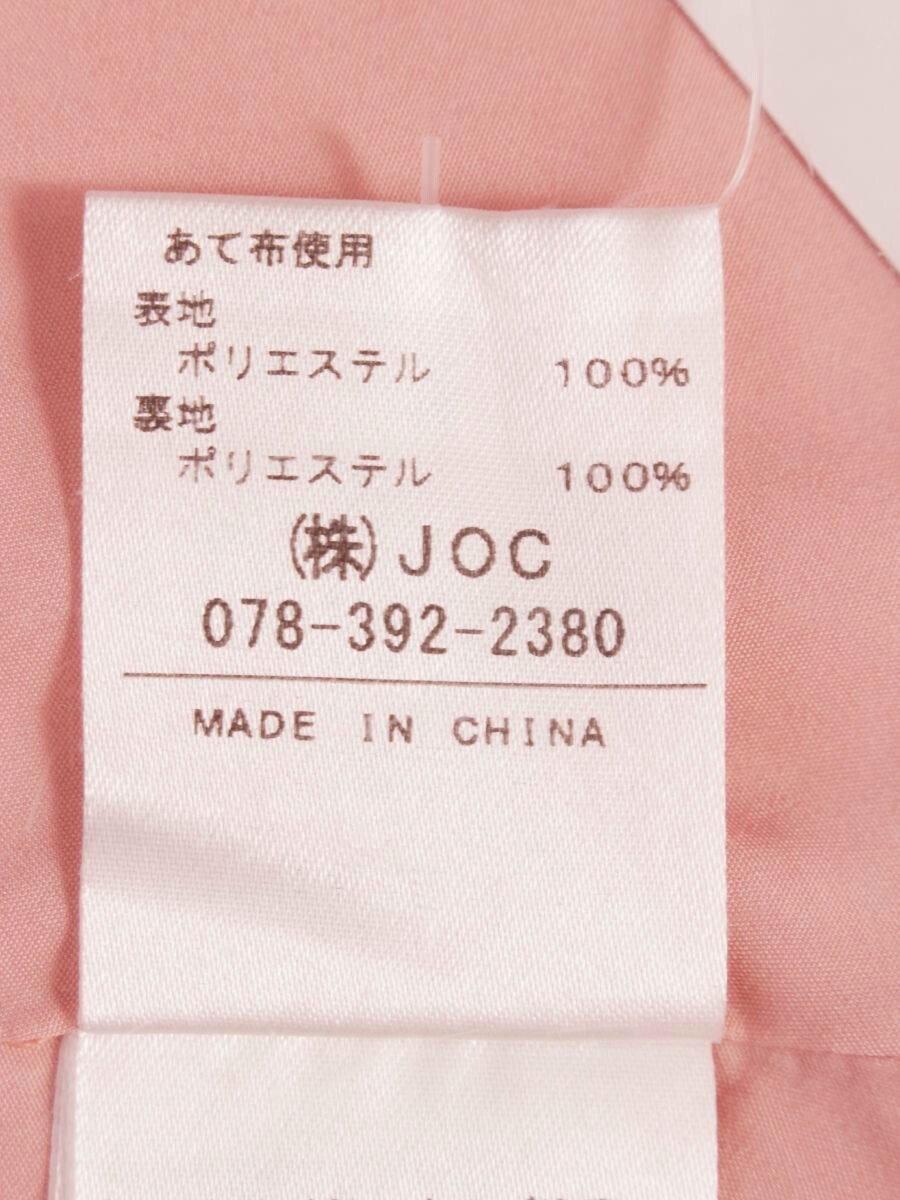 あて布使用
表地
ポリエステル 100%
裏地
ポリエステル 100%
(株)JOC
078-392-2380
MADE IN CHINA